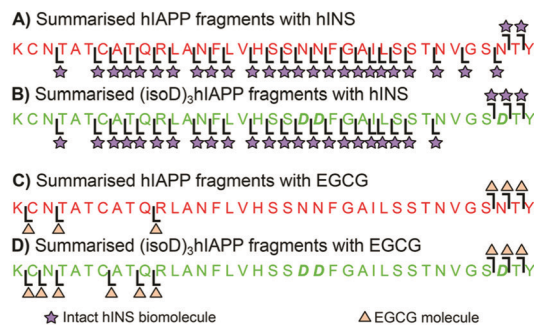 A) Summarised hIAPP fragments with hINS
KCNTATCATQRLANFLVHSSNNFGAILSSTNVGSNTY
B) Summarised (isoD)₃hIAPP fragments with hINS
KCNTATCATQRLANFLVHSSDDFGAILSSTNVGSDTY
C) Summarised hIAPP fragments with EGCG
KCNTATCATQRLANFLVHSSNNFGAILSSTNVGSNTY
D) Summarised (isoD)₃hIAPP fragments with EGCG
KCNTATCATQRLANFLVHSSDDFGAILSSTNVGSDTY
Intact hINS biomolecule EGCG molecule